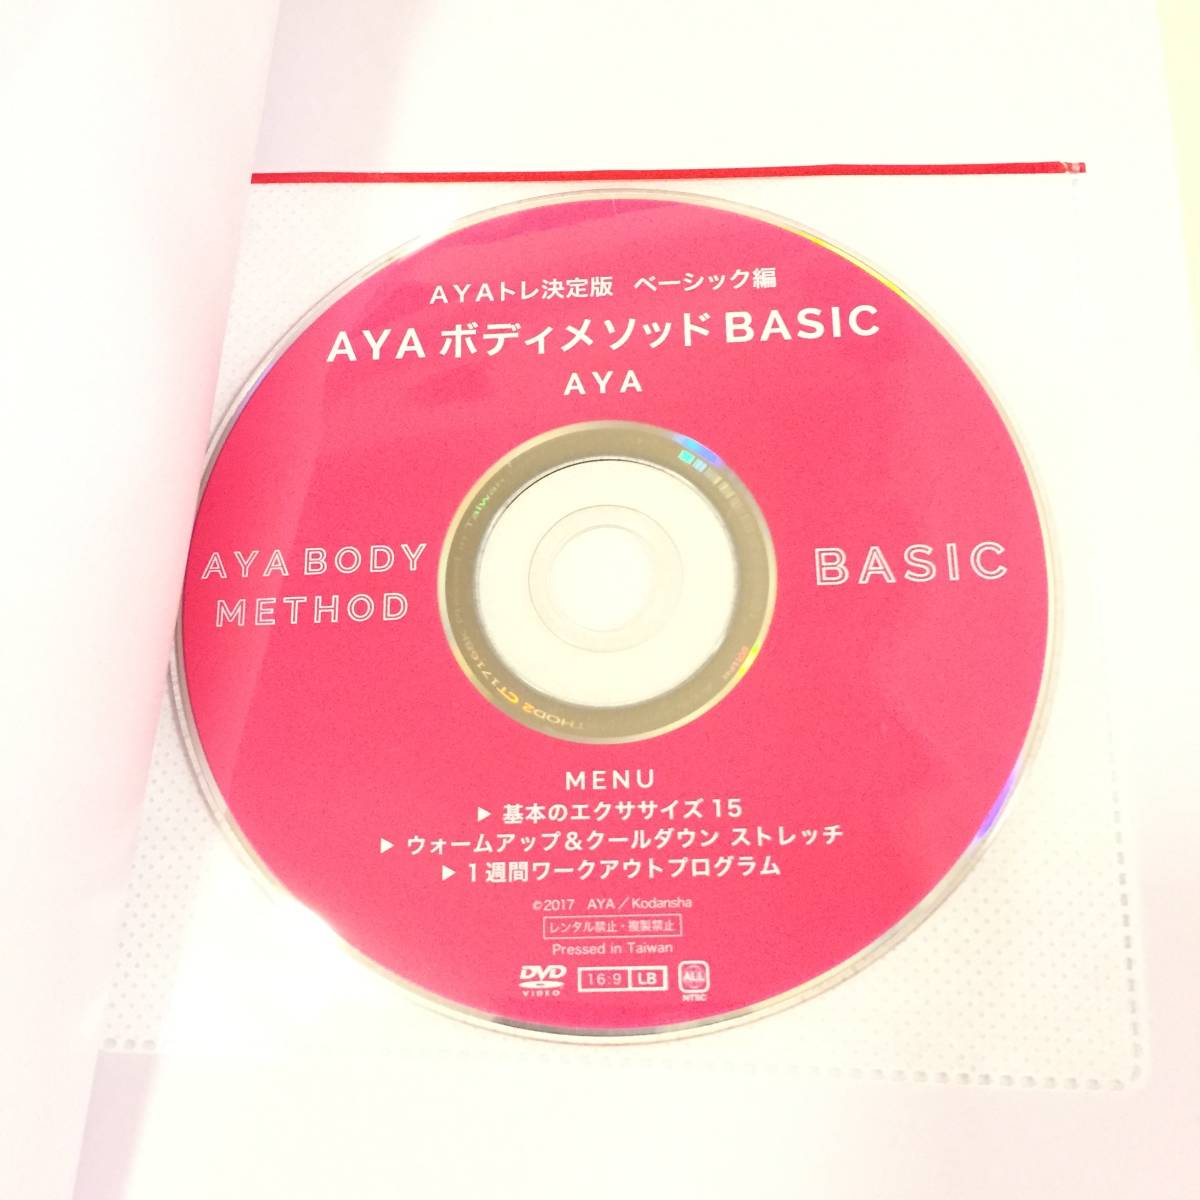 AYAトレ決定版 ベーシック編
AYA ボディメソッド BASIC
AYA
AYA BODY
METHOD
BASIC
MENU
▶ 基本のエクササイズ 15
▶ ウォームアップ&クールダウン ストレッチ
▶ 1週間ワークアウトプログラム
©2017 AYA/Kodansha
レンタル禁止・複製禁止
Pressed in Taiwan
DVD
VIDEO
16:9 LB
ALL
NTSC